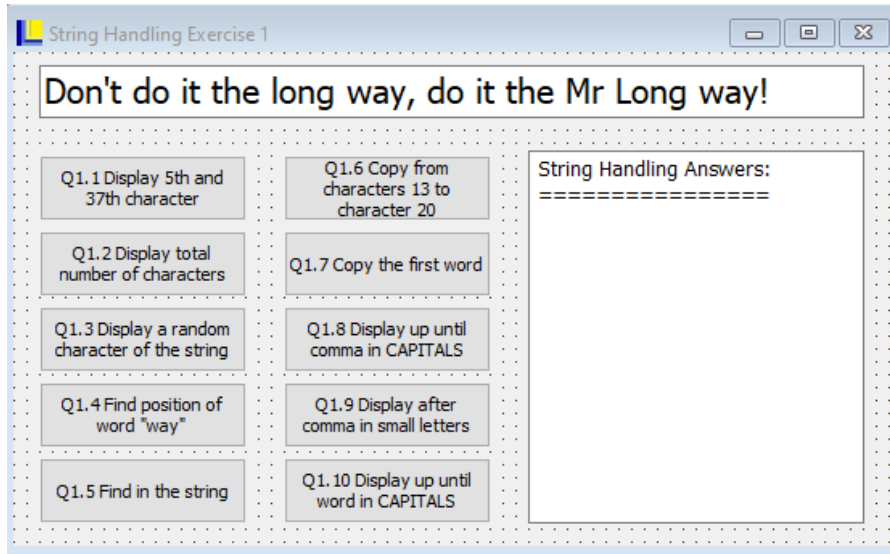 String Handling Exercise 1
Don't do it the long way, do it the Mr Long way!
Q1.1 Display 5th and
37th character
Q1.2 Display total
number of characters
Q1.3 Display a random
character of the string
Q1.4 Find position of
word "way"
Q1.5 Find in the string
Q1.6 Copy from
characters 13 to
character 20
Q1.7 Copy the first word
Q1.8 Display up until
comma in CAPITALS
Q1.9 Display after
comma in small letters
Q1.10 Display up until
word in CAPITALS
String Handling Answers:
================